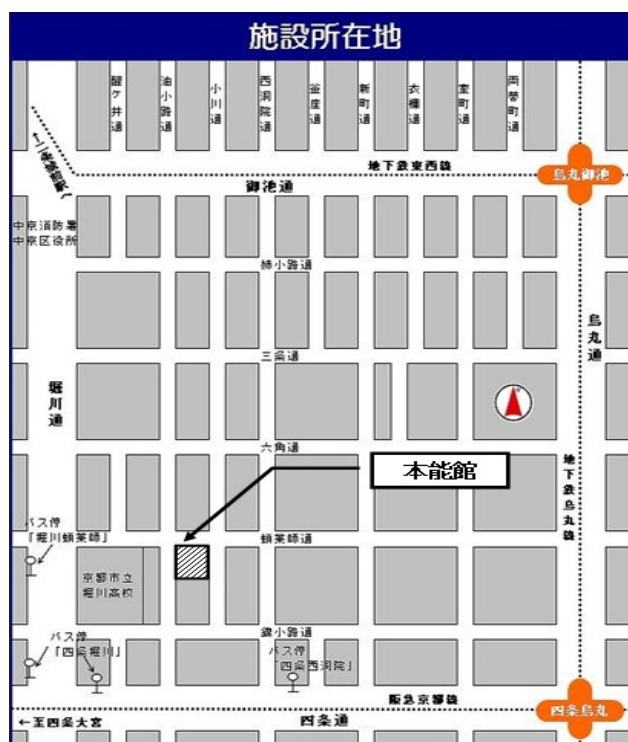 施設所在地
醒ケ井通
油小路通
小川通
西洞院通
釜座通
新町通
衣棚通
室町通
両替町通
地下鉄東西線
烏丸御池
御池通
中京消防署
中京区役所
姉小路通
烏丸通
三条通
堀川通
六角通
本能館
地下鉄烏丸線
バス停
「堀川蛸薬師」
蛸薬師通
京都市立
堀川高校
錦小路通
バス停
「四条堀川」
バス停
「四条西洞院」
阪急京都線
四条烏丸
←至四条大宮
四条通